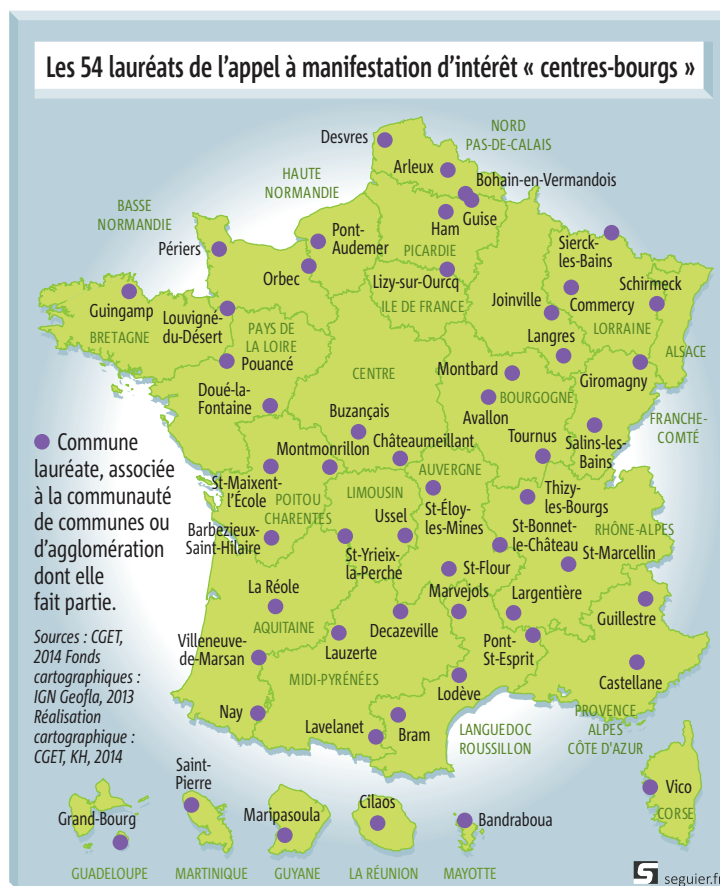 Les 54 lauréats de l’appel à manifestation d’intérêt « centres-bourgs »
NORD
PAS-DE-CALAIS
Desvres
Arleux
Bohain-en-Vermandois
HAUTE
NORMANDIE
BASSE
NORMANDIE
Guise
Ham
Pont-
Audemer
PICARDIE
Périers
Orbec
Sierck-
les-Bains
Lizy-sur-Ourcq
ILE DE FRANCE
Schirmeck
Joinville
Commercy
Guingamp
Louvigné-
du-Désert
BRETAGNE
PAYS DE
LA LOIRE
LORRAINE
Langres
ALSACE
Pouancé
CENTRE
Montbard
Giromagny
Doué-la-
Fontaine
BOURGOGNE
Avallon
Buzançais
FRANCHE-
COMTÉ
Tournus
Salins-les-
Bains
Montmonrillon
Châteaumeillant
AUVERGNE
St-Maixent-
l’École
POITOU
CHARENTES
LIMOUSIN
St-Éloy-
les-Mines
Thizy-
les-Bourgs
Ussel
Barbezieux-
Saint-Hilaire
St-Bonnet-
le-Château
RHÔNE-ALPES
St-Yrieix-
la-Perche
St-Marcellin
St-Flour
La Réole
Marvejols
Largentière
Guillestre
AQUITAINE
Decazeville
Lauzerte
Villeneuve-
de-Marsan
Pont-
St-Esprit
MIDI-PYRÉNÉES
Castellane
Lodève
Nay
Lavelanet
Bram
LANGUEDOC
ROUSSILLON
PROVENCE
ALPES
CÔTE D'AZUR
Commune
lauréate, associée
à la communauté
de communes ou
d’agglomération
dont elle
fait partie.
Sources : CGET,
2014 Fonds
cartographiques :
IGN Geofla, 2013
Réalisation
cartographique :
CGET, KH, 2014
Vico
CORSE
Saint-
Pierre
Grand-Bourg
Maripasoula
Cilaos
Bandraboua
GUADELOUPE
MARTINIQUE
GUYANE
LA RÉUNION
MAYOTTE
S seguier.fr